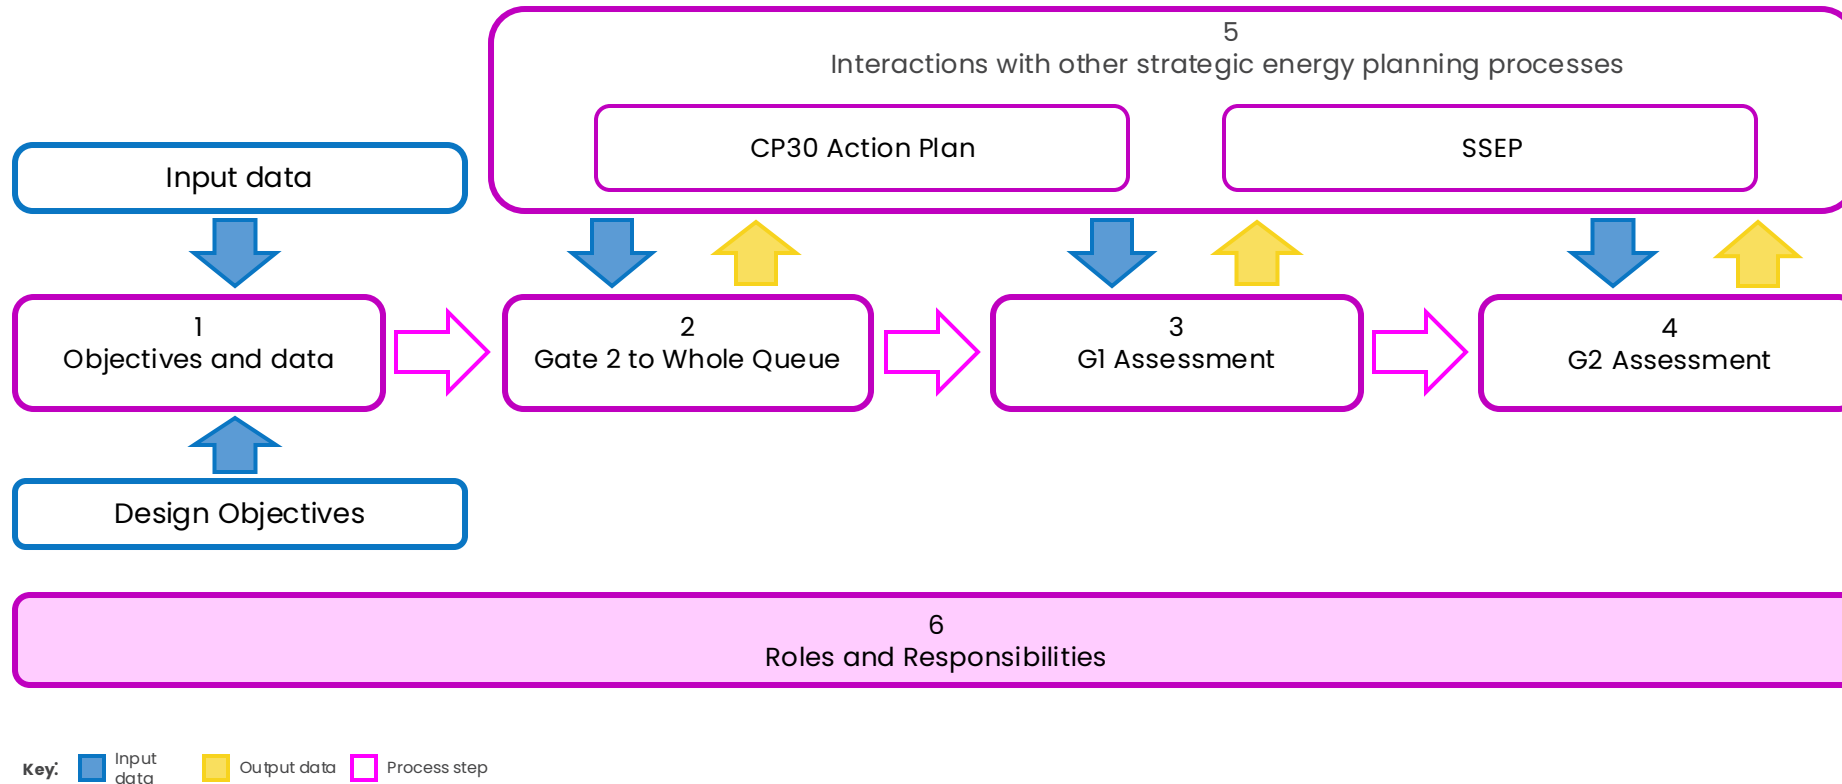 5
Interactions with other strategic energy planning processes
CP30 Action Plan
SSEP
Input data
1
Objectives and data
2
Gate 2 to Whole Queue
3
G1 Assessment
4
G2 Assessment
Design Objectives
6
Roles and Responsibilities
Key:
Input
data
Output data
Process step